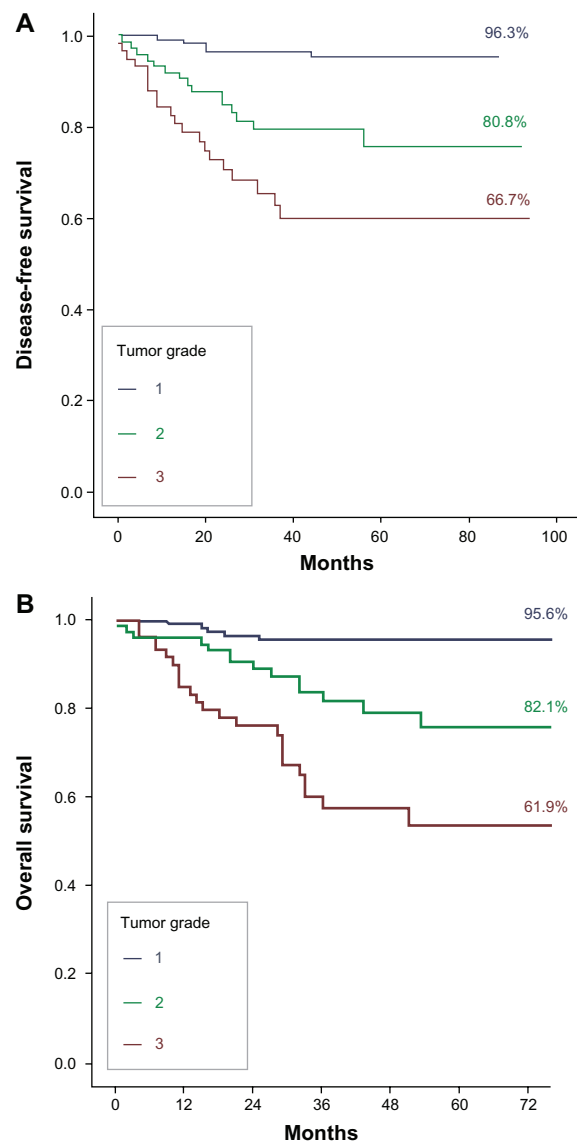 A
1.0
0.8
0.6
0.4
0.2
0.0
Disease-free survival
96.3%
80.8%
66.7%
Tumor grade
1
2
3
0 20 40 60 80 100
Months
B
1.0
0.8
0.6
0.4
0.2
0.0
Overall survival
95.6%
82.1%
61.9%
Tumor grade
1
2
3
0 12 24 36 48 60 72
Months